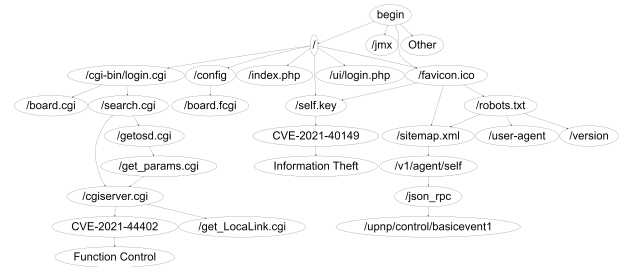 begin
/
/jmx
Other
/cgi-bin/login.cgi
/config
/index.php
/ui/login.php
/favicon.ico
/board.cgi
/search.cgi
/board.fcgi
/self.key
/robots.txt
/getosd.cgi
CVE-2021-40149
/sitemap.xml
/user-agent
/version
/get_params.cgi
Information Theft
/v1/agent/self
/cgiserver.cgi
/json_rpc
CVE-2021-44402
/get_LocaLink.cgi
/upnp/control/basicevent1
Function Control